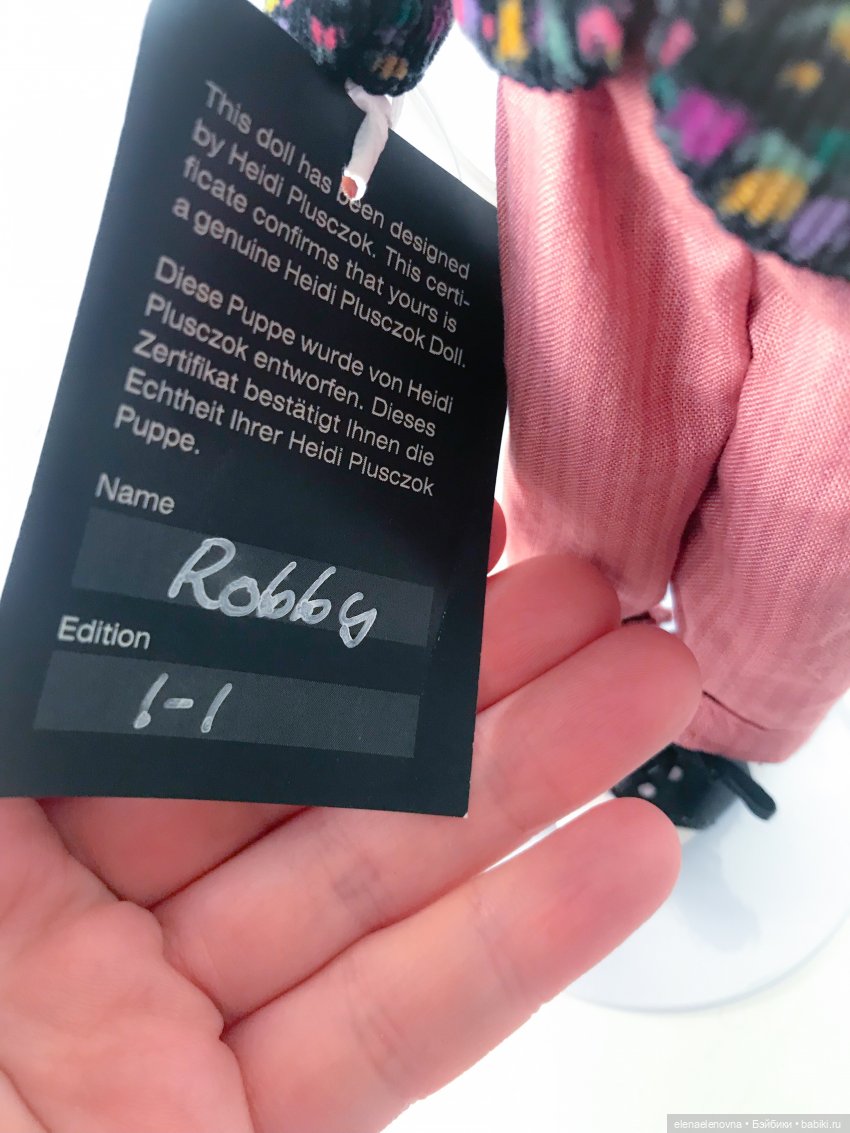 This doll has been designed
by Heidi Plusczok. This certi-
ficate confirms that yours is
a genuine Heidi Plusczok Doll.
Diese Puppe wurde von Heidi
Plusczok entworfen. Dieses
Zertifikat bestätigt Ihnen die
Echtheit Ihrer Heidi Plusczok
Puppe.
Name
Robby
Edition
1-1
elenaelenovna • Бэйбики • babiki.ru